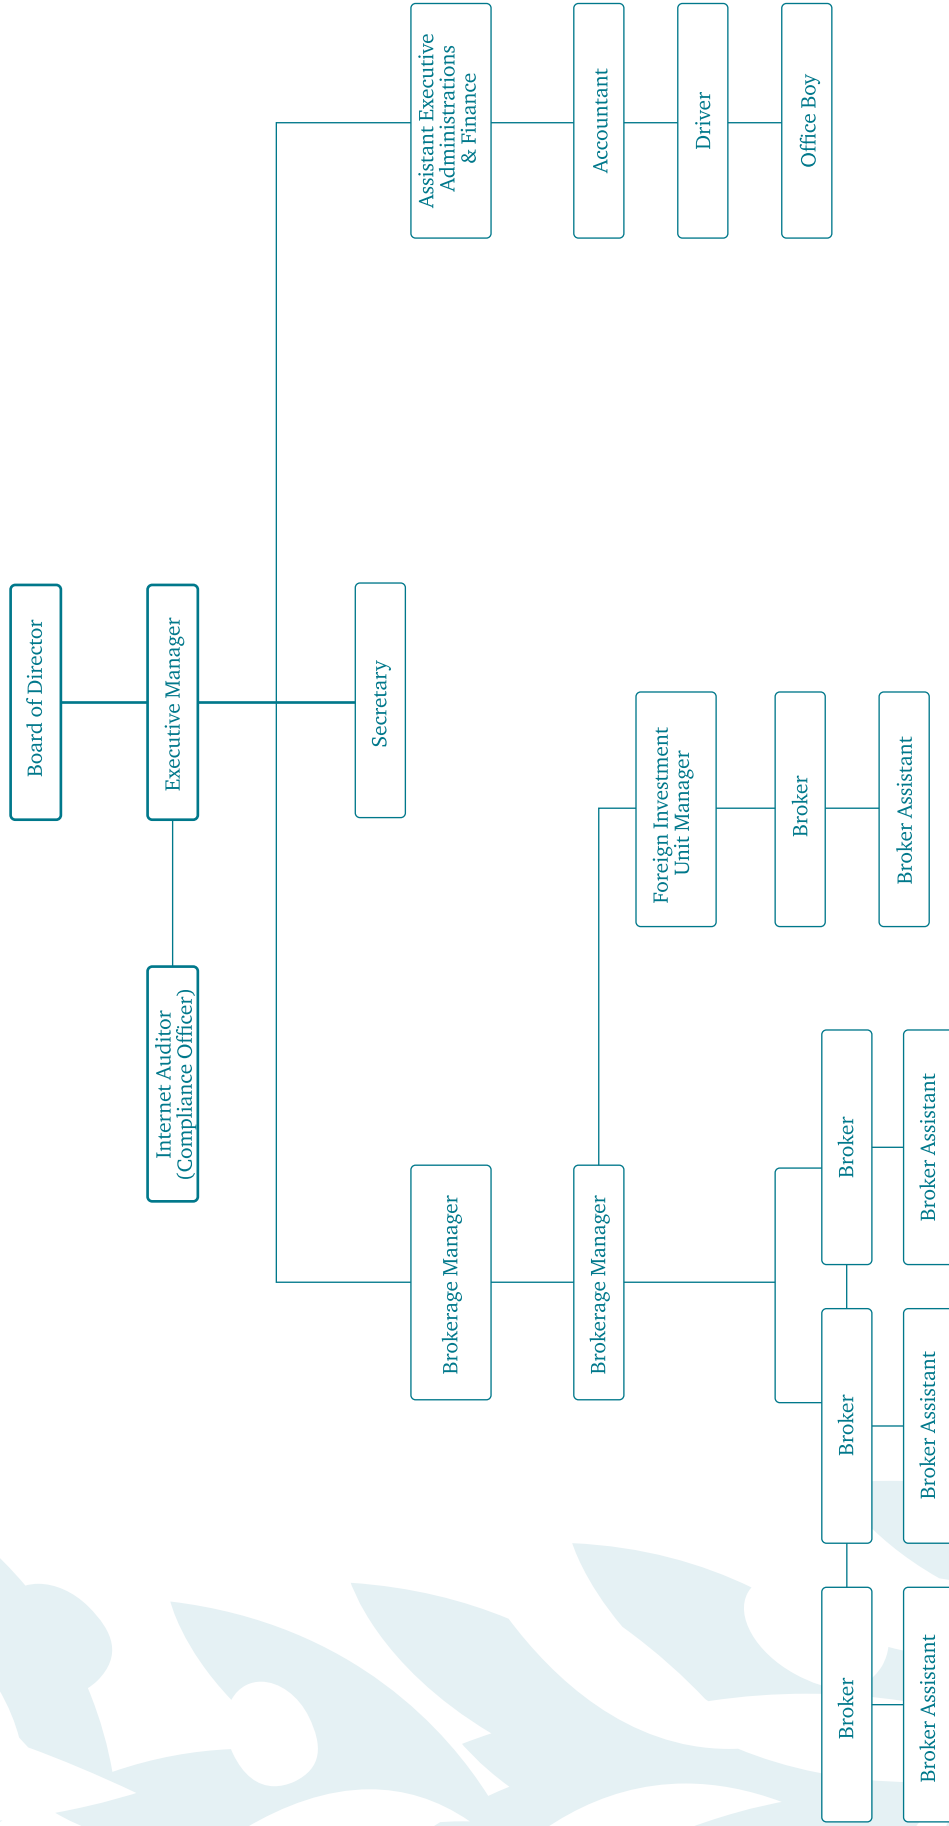 Board of Director
Executive Manager
Internet Auditor
(Compliance Officer)
Secretary
Brokerage Manager
Assistant Executive
Administrations
& Finance
Brokerage Manager
Accountant
Foreign Investment
Unit Manager
Driver
Broker
Office Boy
Broker
Broker
Broker
Broker Assistant
Broker Assistant
Broker Assistant
Broker Assistant